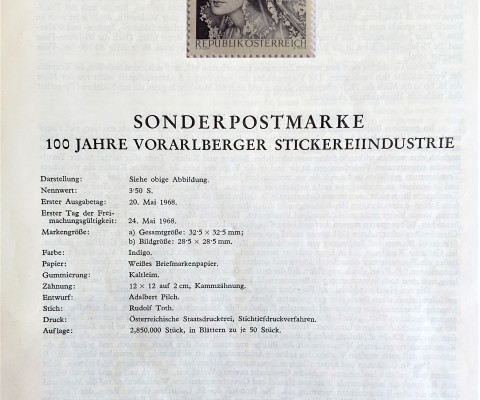 REPUBLIK ÖSTERREICH
SONDERPOSTMARKE
100 JAHRE VORARLBERGER STICKEREIINDUSTRIE
Darstellung: Siehe obige Abbildung.
Nennwert: 3·50 S.
Erster Ausgabetag: 20. Mai 1968.
Erster Tag der Frei-
machungsgültigkeit: 24. Mai 1968.
Markengröße: a) Gesamtgröße: 32·5 × 32·5 mm;
b) Bildgröße: 28·5 × 28·5 mm.
Farbe: Indigo.
Papier: Weißes Briefmarkenpapier.
Gummierung: Kaltleim.
Zähnung: 12 × 12 auf 2 cm, Kammzähnung.
Entwurf: Adalbert Pilch.
Stich: Rudolf Toth.
Druck: Österreichische Staatsdruckerei, Stichtiefdruckverfahren.
Auflage: 2,850.000 Stück, in Blättern zu je 50 Stück.